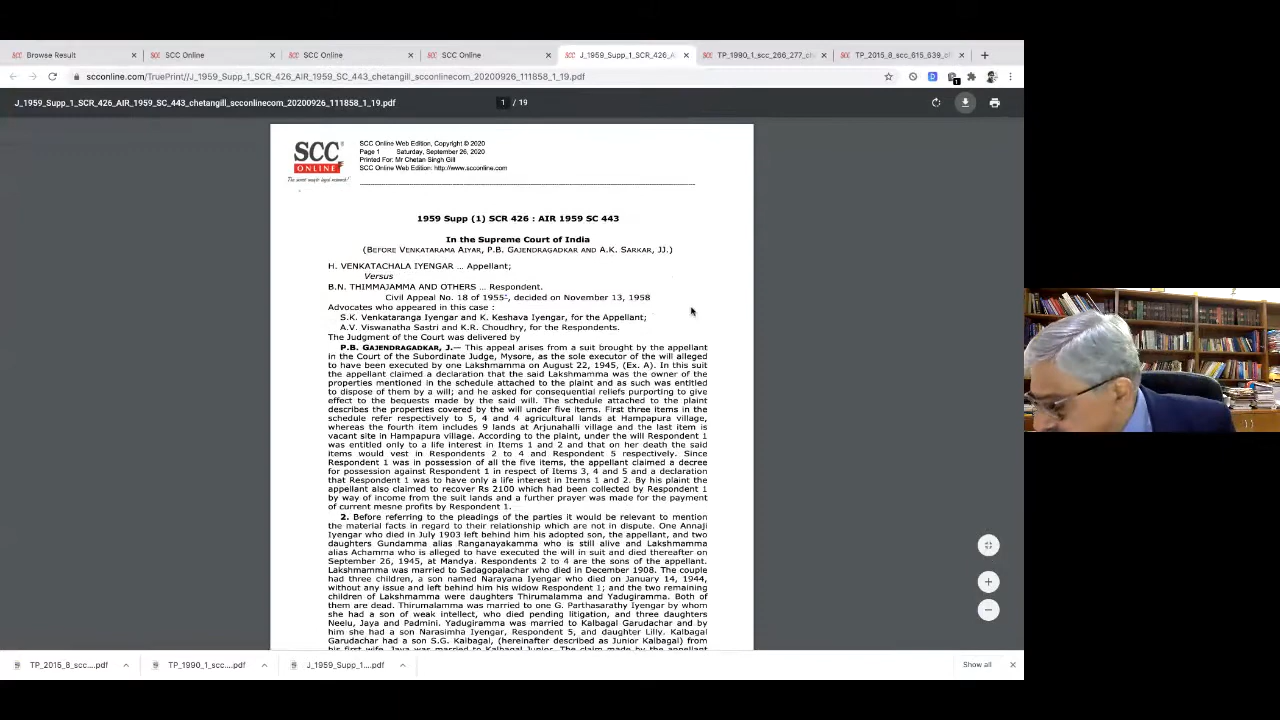 Browse Result
SCC Online
SCC Online
SCC Online
J_1959_Supp_1_SCR_426_A
TP_1990_1_scc_266_277_ch
TP_2015_8_scc_615_639_
scconline.com/TruePrint//J_1959_Supp_1_SCR_426_AIR_1959_SC_443_chetangill_scconlinecom_20200926_111858_1_19.pdf
J_1959_Supp_1_SCR_426_AIR_1959_SC_443_chetangill_scconlinecom_20200926_111858_1_19.pdf
1 / 19
SCC
ONLINE
The surest way to legal research!
SCC Online Web Edition, Copyright © 2020
Page 1 Saturday, September 26, 2020
Printed For: Mr Chetan Singh Gill
SCC Online Web Edition: http://www.scconline.com
1959 Supp (1) SCR 426 : AIR 1959 SC 443
In the Supreme Court of India
(BEFORE VENKATARAMA AIYAR, P.B. GAJENDRAGADKAR AND A.K. SARKAR, JJ.)
H. VENKATACHALA IYENGAR … Appellant;
Versus
B.N. THIMMAJAMMA AND OTHERS … Respondent.
Civil Appeal No. 18 of 1955, decided on November 13, 1958
Advocates who appeared in this case :
S.K. Venkataranga Iyengar and K. Keshava Iyengar, for the Appellant;
A.V. Viswanatha Sastri and K.R. Choudhry, for the Respondents.
The Judgment of the Court was delivered by
P.B. GAJENDRAGADKAR, J.— This appeal arises from a suit brought by the appellant
in the Court of the Subordinate Judge, Mysore, as the sole executor of the will alleged
to have been executed by one Lakshmamma on August 22, 1945, (Ex. A). In this suit
the appellant claimed a declaration that the said Lakshmamma was the owner of the
properties mentioned in the schedule attached to the plaint and as such was entitled
to dispose of them by a will; and he asked for consequential reliefs purporting to give
effect to the bequests made by the said will. The schedule attached to the plaint
describes the properties covered by the will under five items. First three items in the
schedule refer respectively to 5, 4 and 4 agricultural lands at Hampapura village,
whereas the fourth item includes 9 lands at Arjunahalli village and the last item is
vacant site in Hampapura village. According to the plaint, under the will Respondent 1
was entitled only to a life interest in Items 1 and 2 and that on her death the said
items would vest in Respondents 2 to 4 and Respondent 5 respectively. Since
Respondent 1 was in possession of all the five items, the appellant claimed a decree
for possession against Respondent 1 in respect of Items 3, 4 and 5 and a declaration
that Respondent 1 was to have only a life interest in Items 1 and 2. By his plaint the
appellant also claimed to recover Rs 2100 which had been collected by Respondent 1
by way of income from the suit lands and a further prayer was made for the payment
of current mesne profits by Respondent 1.
2. Before referring to the pleadings of the parties it would be relevant to mention
the material facts in regard to their relationship which are not in dispute. One Annaji
Iyengar who died in July 1903 left behind him his adopted son, the appellant, and two
daughters Gundamma alias Ranganayakamma who is still alive and Lakshmamma
alias Achamma who is alleged to have executed the will in suit and died thereafter on
September 26, 1945, at Mandya. Respondents 2 to 4 are the sons of the appellant.
Lakshmamma was married to Sadagopalachar who died in December 1908. The couple
had three children, a son named Narayana Iyengar who died on January 14, 1944,
without any issue and left behind him his widow Respondent 1; and the two remaining
children of Lakshmamma were daughters Thirumalamma and Yadugiramma. Both of
them are dead. Thirumalamma was married to one G. Parthasarathy Iyengar by whom
she had a son of weak intellect, who died pending litigation, and three daughters
Neelu, Jaya and Padmini. Yadugiramma was married to Kalbagal Garudachar and by
him she had a son Narasimha Iyengar, Respondent 5, and daughter Lilly. Kalbagal
Garudachar had a son S.G. Kalbagal, (hereinafter described as Junior Kalbagal) from
his first wife. Jaya was married to Kalbagal Junior. The claim made by the appellant
TP_2015_8_scc....pdf
TP_1990_1_scc....pdf
J_1959_Supp_1....pdf
Show all